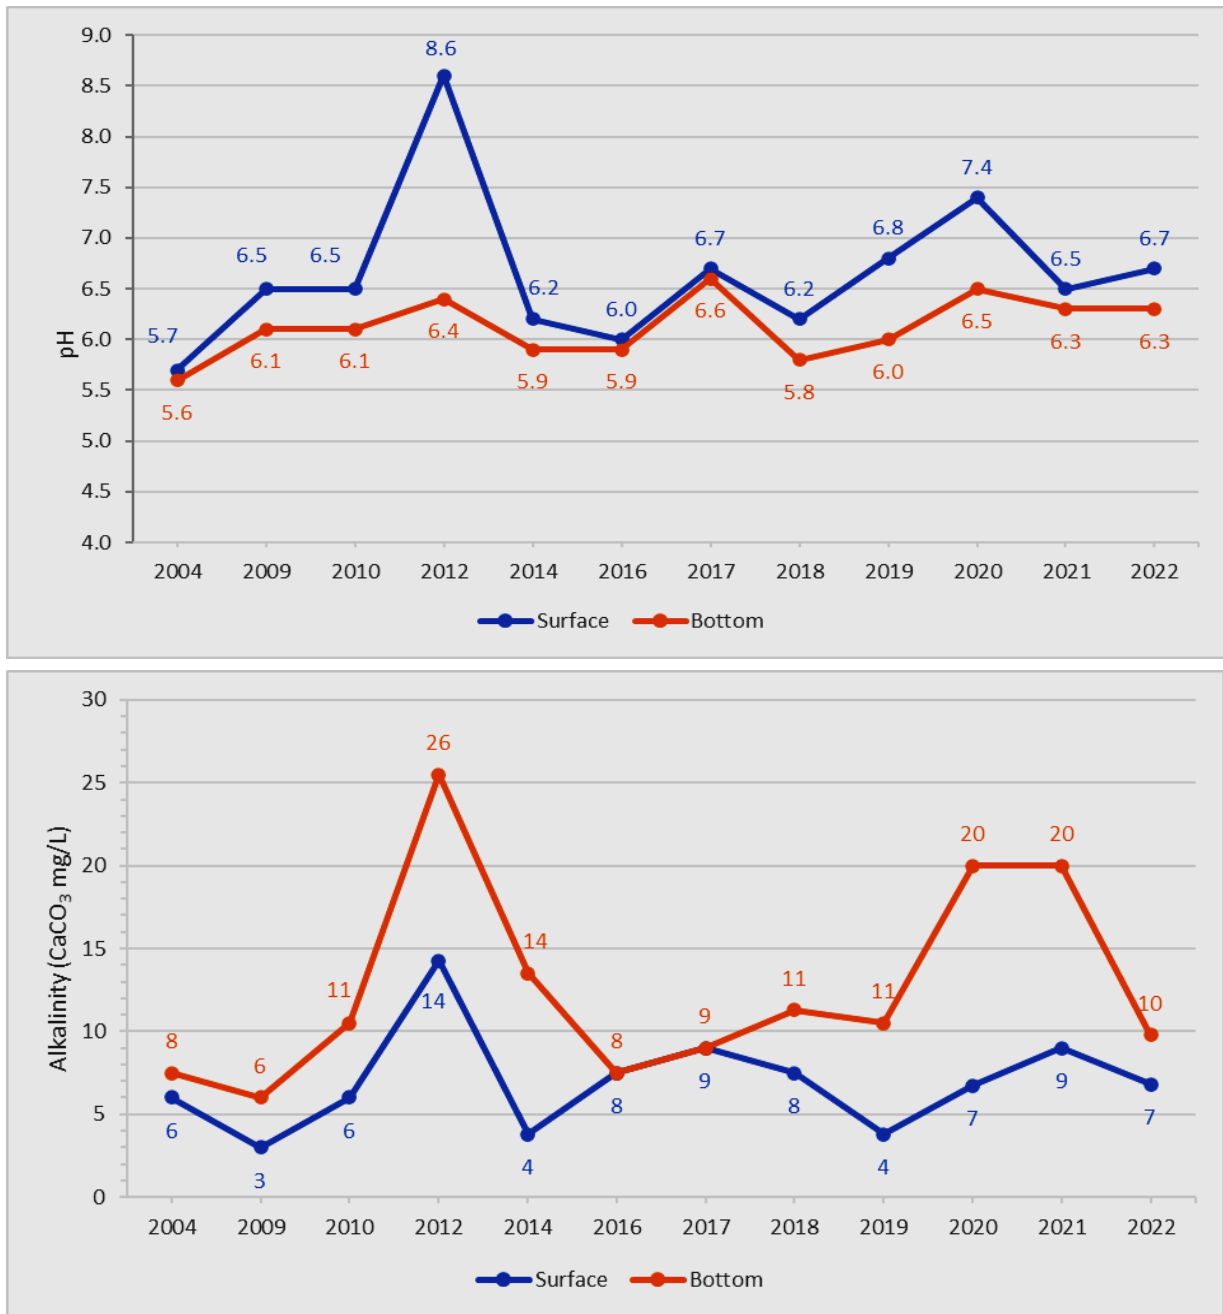 9.0
8.5
8.0
7.5
7.0
6.5
6.0
5.5
5.0
4.5
4.0
pH
8.6
7.4
6.5 6.5 6.7 6.8 6.5 6.7
5.7 6.2 6.0 6.2
6.4 6.6 6.5
6.1 6.1 6.3 6.3
5.6 5.9 5.9 5.8 6.0
2004 2009 2010 2012 2014 2016 2017 2018 2019 2020 2021 2022
Surface Bottom
30
25
20
15
10
5
0
Alkalinity (CaCO₃ mg/L)
26
20 20
14
11 11 11 10
8 6 8 9
14
6 3 6 4 8 9 8 4 7 9 7
2004 2009 2010 2012 2014 2016 2017 2018 2019 2020 2021 2022
Surface Bottom